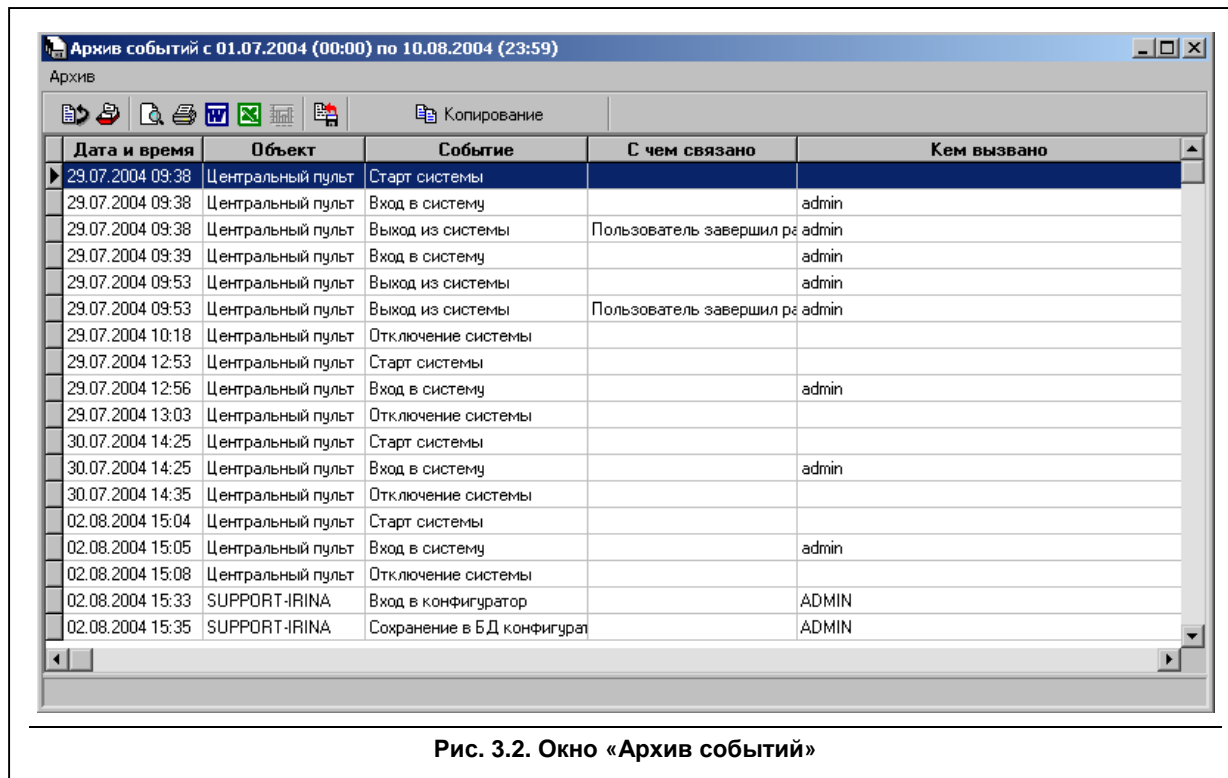 Архив событий с 01.07.2004 (00:00) по 10.08.2004 (23:59)
Архив
Копирование
Дата и время Объект Событие С чем связано Кем вызвано
29.07.2004 09:38 Центральный пульт Старт системы
29.07.2004 09:38 Центральный пульт Вход в систему admin
29.07.2004 09:38 Центральный пульт Выход из системы Пользователь завершил ра admin
29.07.2004 09:39 Центральный пульт Вход в систему admin
29.07.2004 09:53 Центральный пульт Выход из системы admin
29.07.2004 09:53 Центральный пульт Выход из системы Пользователь завершил ра admin
29.07.2004 10:18 Центральный пульт Отключение системы
29.07.2004 12:53 Центральный пульт Старт системы
29.07.2004 12:56 Центральный пульт Вход в систему admin
29.07.2004 13:03 Центральный пульт Отключение системы
30.07.2004 14:25 Центральный пульт Старт системы
30.07.2004 14:25 Центральный пульт Вход в систему admin
30.07.2004 14:35 Центральный пульт Отключение системы
02.08.2004 15:04 Центральный пульт Старт системы
02.08.2004 15:05 Центральный пульт Вход в систему admin
02.08.2004 15:08 Центральный пульт Отключение системы
02.08.2004 15:33 SUPPORT-IRINA Вход в конфигуратор ADMIN
02.08.2004 15:35 SUPPORT-IRINA Сохранение в БД конфигурат ADMIN
Рис. 3.2. Окно «Архив событий»